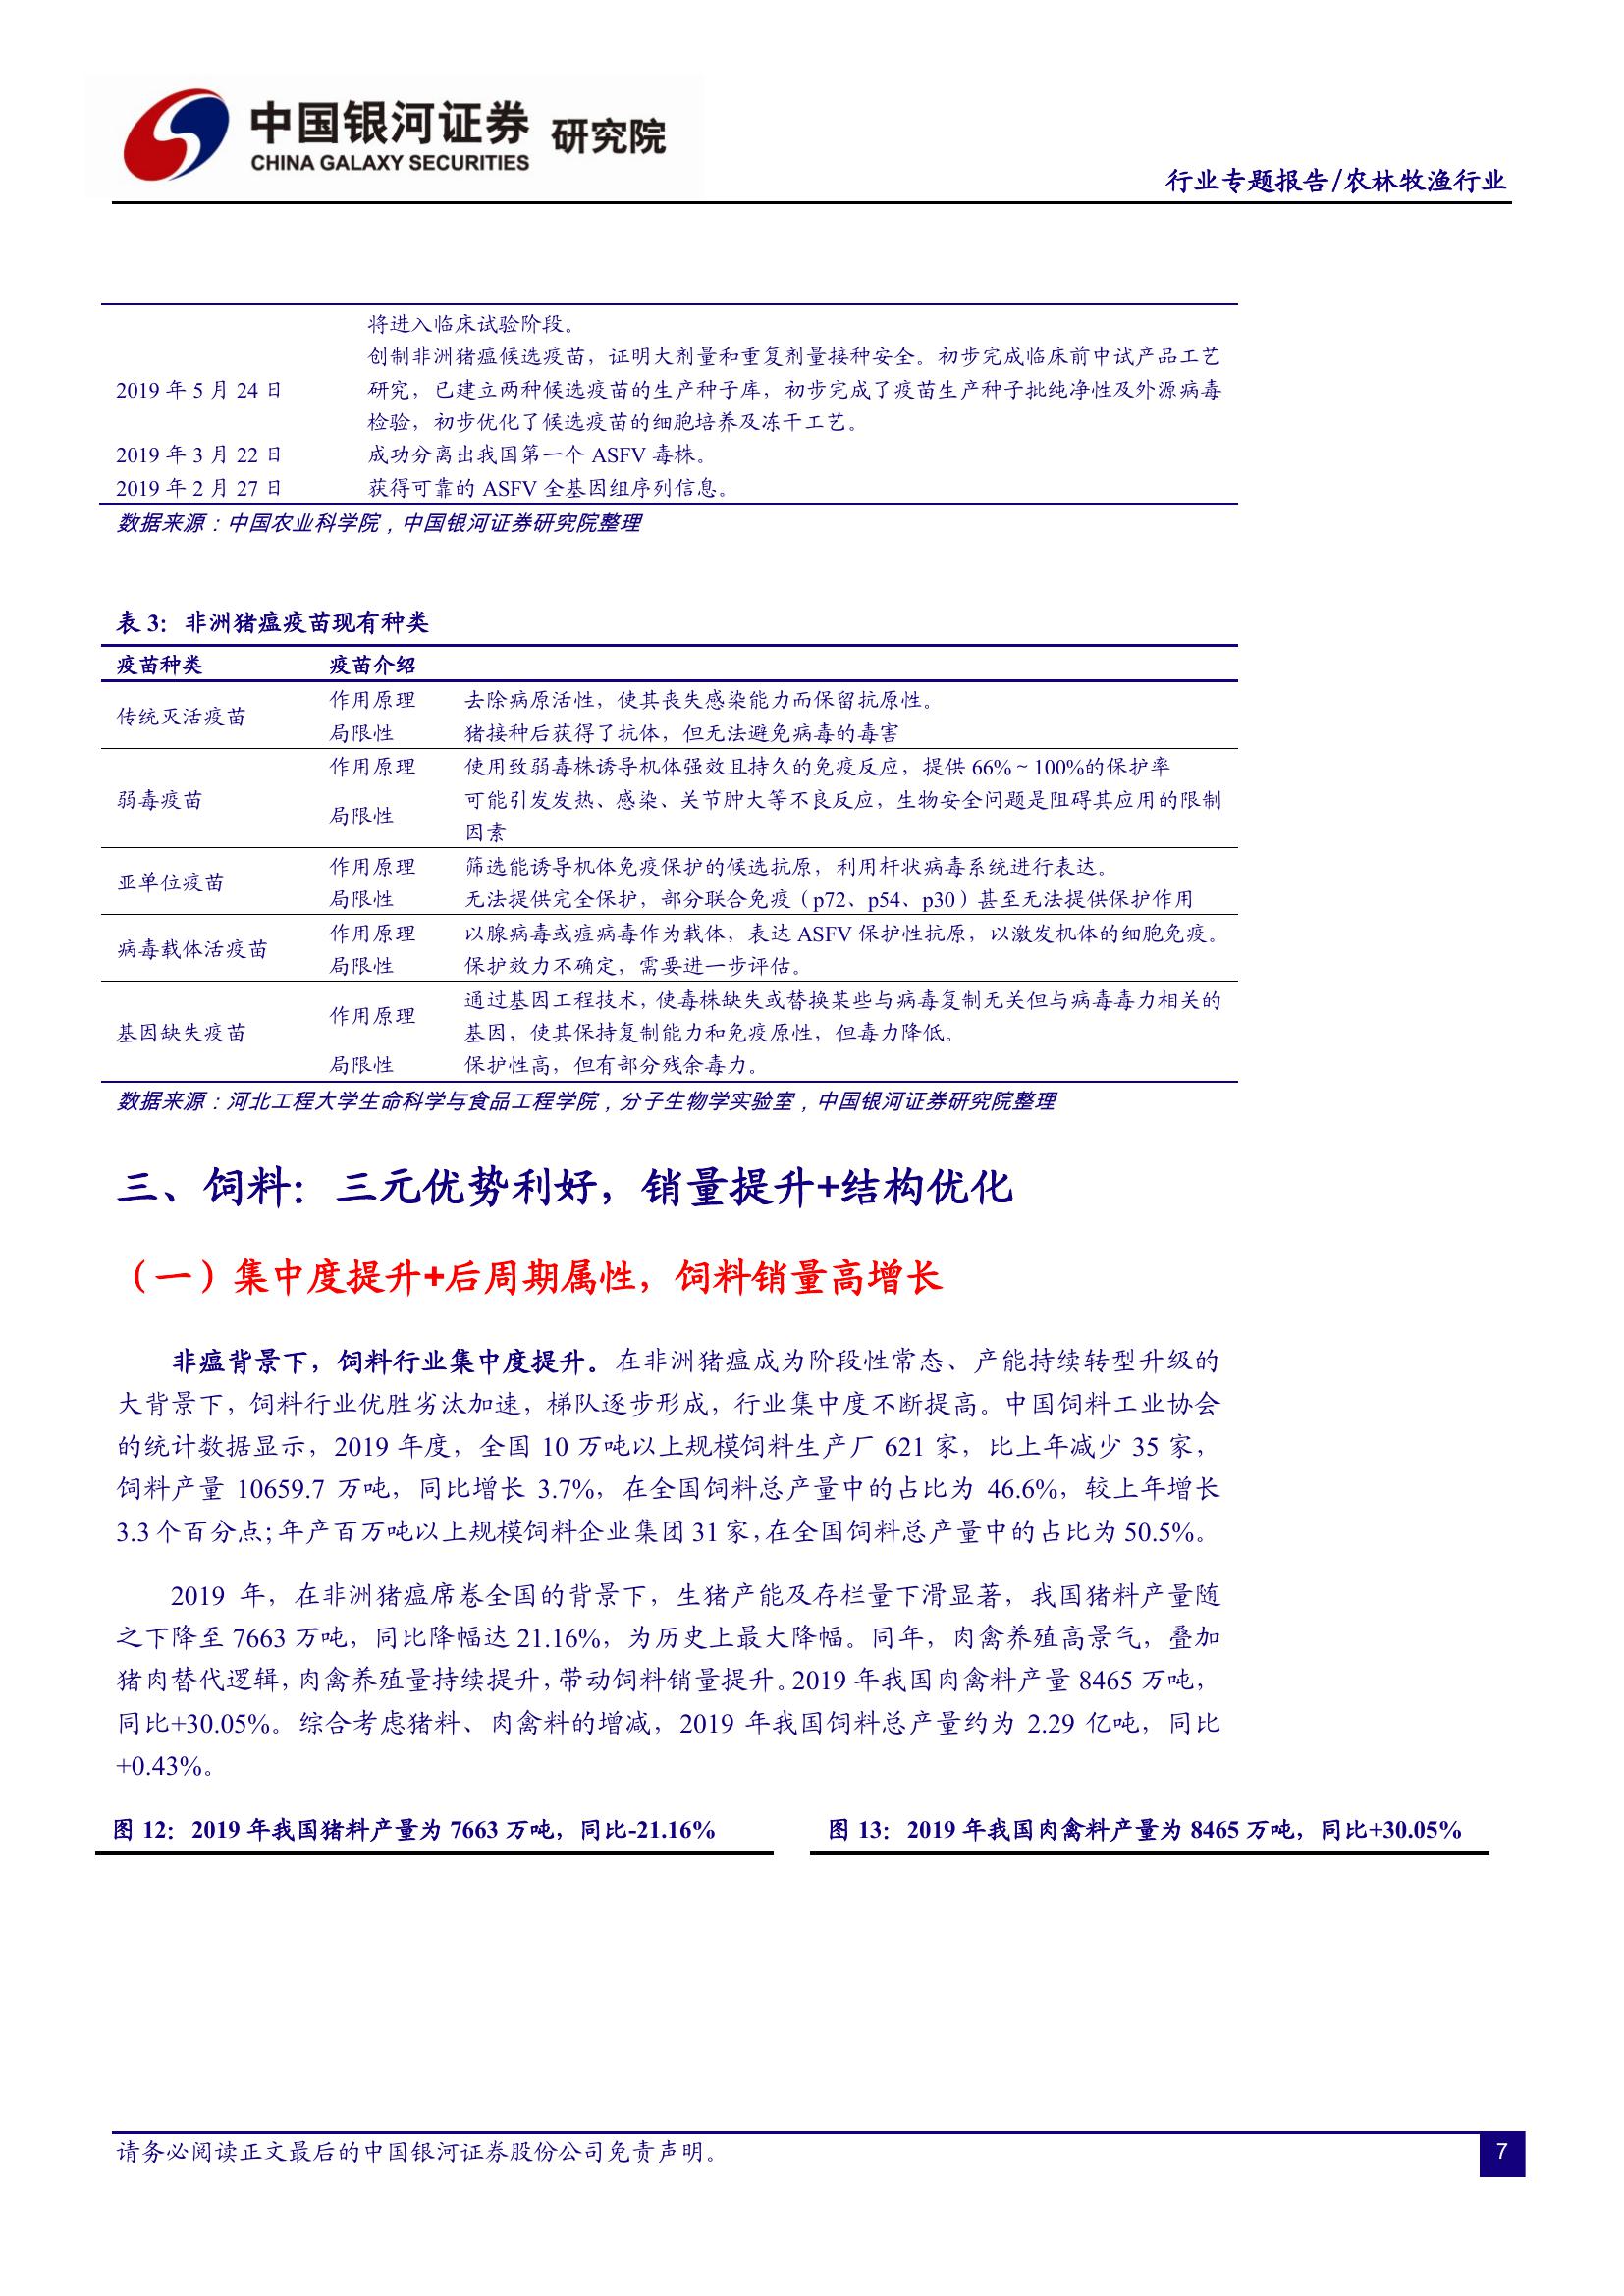 中国银河证券 研究院
CHINA GALAXY SECURITIES
行业专题报告/农林牧渔行业
将进入临床试验阶段。
创制非洲猪瘟候选疫苗，证明大剂量和重复剂量接种安全。初步完成临床前中试产品工艺
2019 年 5 月 24 日 研究，已建立两种候选疫苗的生产种子库，初步完成了疫苗生产种子批纯净性及外源病毒
检验，初步优化了候选疫苗的细胞培养及冻干工艺。
2019 年 3 月 22 日 成功分离出我国第一个 ASFV 毒株。
2019 年 2 月 27 日 获得可靠的 ASFV 全基因组序列信息。
数据来源：中国农业科学院，中国银河证券研究院整理
表 3：非洲猪瘟疫苗现有种类
疫苗种类 疫苗介绍
传统灭活疫苗
作用原理 去除病原活性，使其丧失感染能力而保留抗原性。
局限性 猪接种后获得了抗体，但无法避免病毒的毒害
弱毒疫苗
作用原理 使用致弱毒株诱导机体强效且持久的免疫反应，提供 66%～100%的保护率
局限性 可能引发发热、感染、关节肿大等不良反应，生物安全问题是阻碍其应用的限制
因素
亚单位疫苗
作用原理 筛选能诱导机体免疫保护的候选抗原，利用杆状病毒系统进行表达。
局限性 无法提供完全保护，部分联合免疫（p72、p54、p30）甚至无法提供保护作用
病毒载体活疫苗
作用原理 以腺病毒或痘病毒作为载体，表达 ASFV 保护性抗原，以激发机体的细胞免疫。
局限性 保护效力不确定，需要进一步评估。
基因缺失疫苗
作用原理 通过基因工程技术，使毒株缺失或替换某些与病毒复制无关但与病毒毒力相关的
基因，使其保持复制能力和免疫原性，但毒力降低。
局限性 保护性高，但有部分残余毒力。
数据来源：河北工程大学生命科学与食品工程学院，分子生物学实验室，中国银河证券研究院整理
三、饲料：三元优势利好，销量提升+结构优化
（一）集中度提升+后周期属性，饲料销量高增长
非瘟背景下，饲料行业集中度提升。在非洲猪瘟成为阶段性常态、产能持续转型升级的
大背景下，饲料行业优胜劣汰加速，梯队逐步形成，行业集中度不断提高。中国饲料工业协会
的统计数据显示，2019 年度，全国 10 万吨以上规模饲料生产厂 621 家，比上年减少 35 家，
饲料产量 10659.7 万吨，同比增长 3.7%，在全国饲料总产量中的占比为 46.6%，较上年增长
3.3 个百分点；年产百万吨以上规模饲料企业集团 31 家，在全国饲料总产量中的占比为 50.5%。
2019 年，在非洲猪瘟席卷全国的背景下，生猪产能及存栏量下滑显著，我国猪料产量随
之下降至 7663 万吨，同比降幅达 21.16%，为历史上最大降幅。同年，肉禽养殖高景气，叠加
猪肉替代逻辑，肉禽养殖量持续提升，带动饲料销量提升。2019 年我国肉禽料产量 8465 万吨，
同比+30.05%。综合考虑猪料、肉禽料的增减，2019 年我国饲料总产量约为 2.29 亿吨，同比
+0.43%。
图 12：2019 年我国猪料产量为 7663 万吨，同比-21.16%
图 13：2019 年我国肉禽料产量为 8465 万吨，同比+30.05%
请务必阅读正文最后的中国银河证券股份公司免责声明。
7